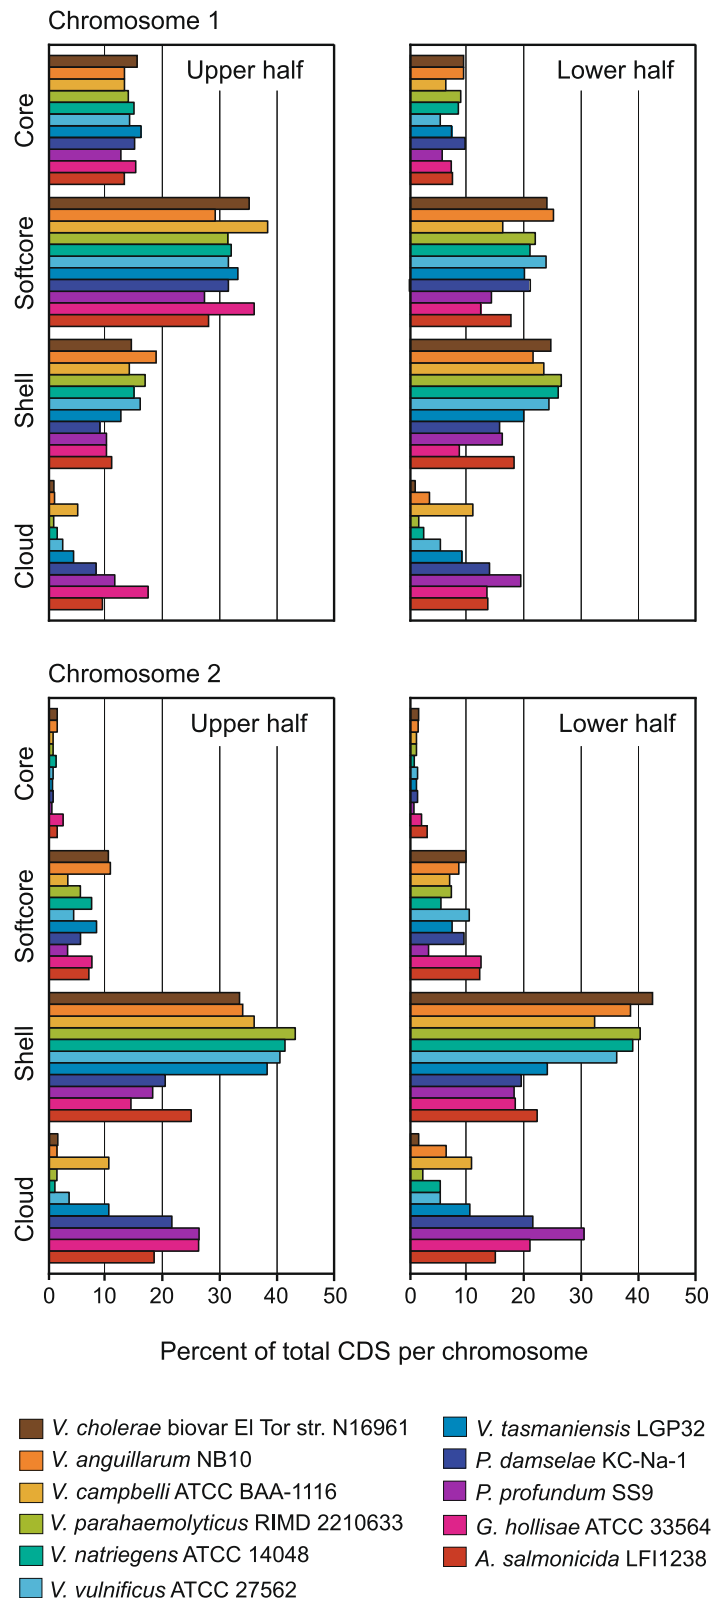 Chromosome 1
Upper half
Lower half
Core
Softcore
Shell
Cloud
Chromosome 2
Upper half
Lower half
Core
Softcore
Shell
Cloud
0 10 20 30 40 50
0 10 20 30 40 50
Percent of total CDS per chromosome
V. cholerae biovar El Tor str. N16961
V. anguillarum NB10
V. campbelli ATCC BAA-1116
V. parahaemolyticus RIMD 2210633
V. natriegens ATCC 14048
V. vulnificus ATCC 27562
V. tasmaniensis LGP32
P. damselae KC-Na-1
P. profundum SS9
G. hollisae ATCC 33564
A. salmonicida LFI1238